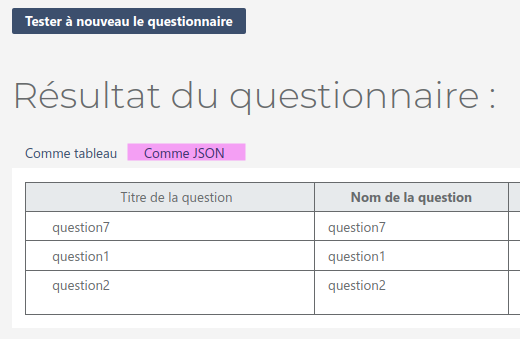 Tester à nouveau le questionnaire
Résultat du questionnaire :
Comme tableau Comme JSON
Titre de la question Nom de la question
question7 question7
question1 question1
question2 question2